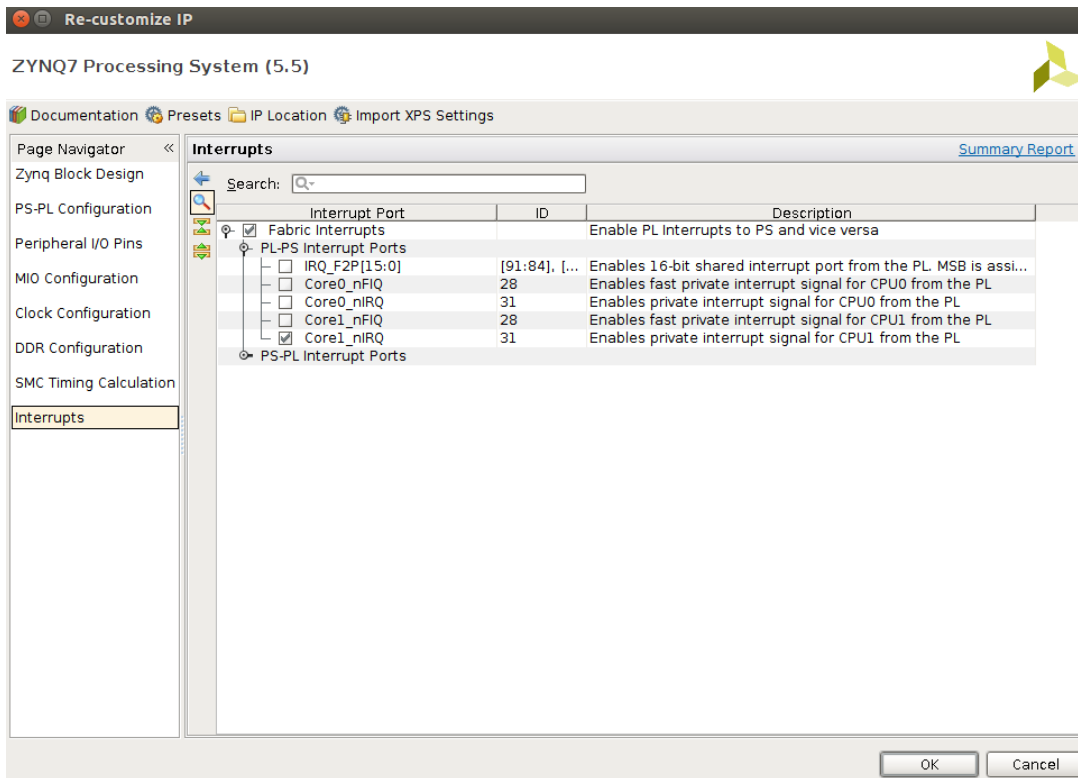 Re-customize IP
ZYNQ7 Processing System (5.5)
Documentation Presets IP Location Import XPS Settings
Page Navigator «
Zynq Block Design
PS-PL Configuration
Peripheral I/O Pins
MIO Configuration
Clock Configuration
DDR Configuration
SMC Timing Calculation
Interrupts
Interrupts Summary Report
Search:
Interrupt Port ID Description
Fabric Interrupts Enable PL Interrupts to PS and vice versa
PL-PS Interrupt Ports
IRQ_F2P[15:0] [91:84], [... Enables 16-bit shared interrupt port from the PL. MSB is assi...
Core0_nFIQ 28 Enables fast private interrupt signal for CPU0 from the PL
Core0_nIRQ 31 Enables private interrupt signal for CPU0 from the PL
Core1_nFIQ 28 Enables fast private interrupt signal for CPU1 from the PL
Core1_nIRQ 31 Enables private interrupt signal for CPU1 from the PL
PS-PL Interrupt Ports
OK Cancel